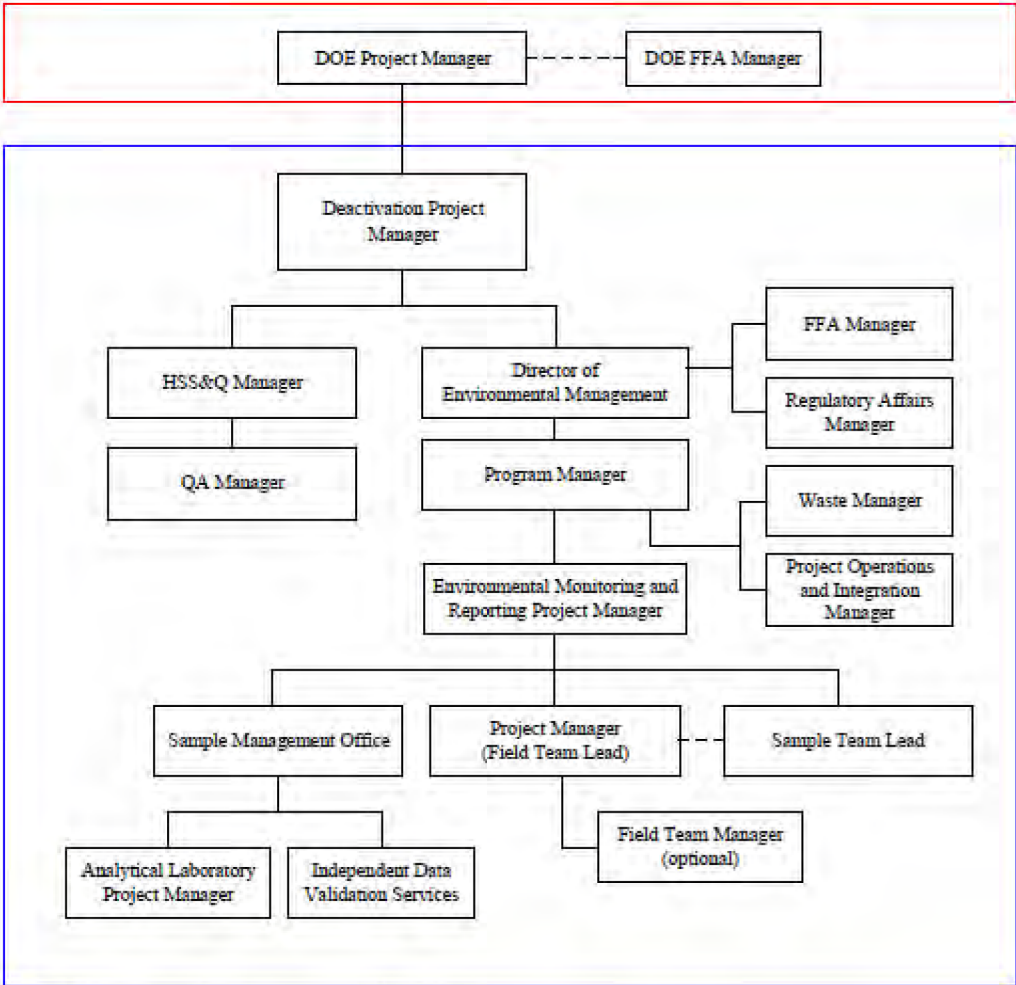 DOE Project Manager
DOE FFA Manager
Deactivation Project
Manager
FFA Manager
HSS&Q Manager
Director of
Environmental Management
Regulatory Affairs
Manager
QA Manager
Program Manager
Waste Manager
Environmental Monitoring and
Reporting Project Manager
Project Operations
and Integration
Manager
Sample Management Office
Project Manager
(Field Team Lead)
Sample Team Lead
Field Team Manager
(optional)
Analytical Laboratory
Project Manager
Independent Data
Validation Services